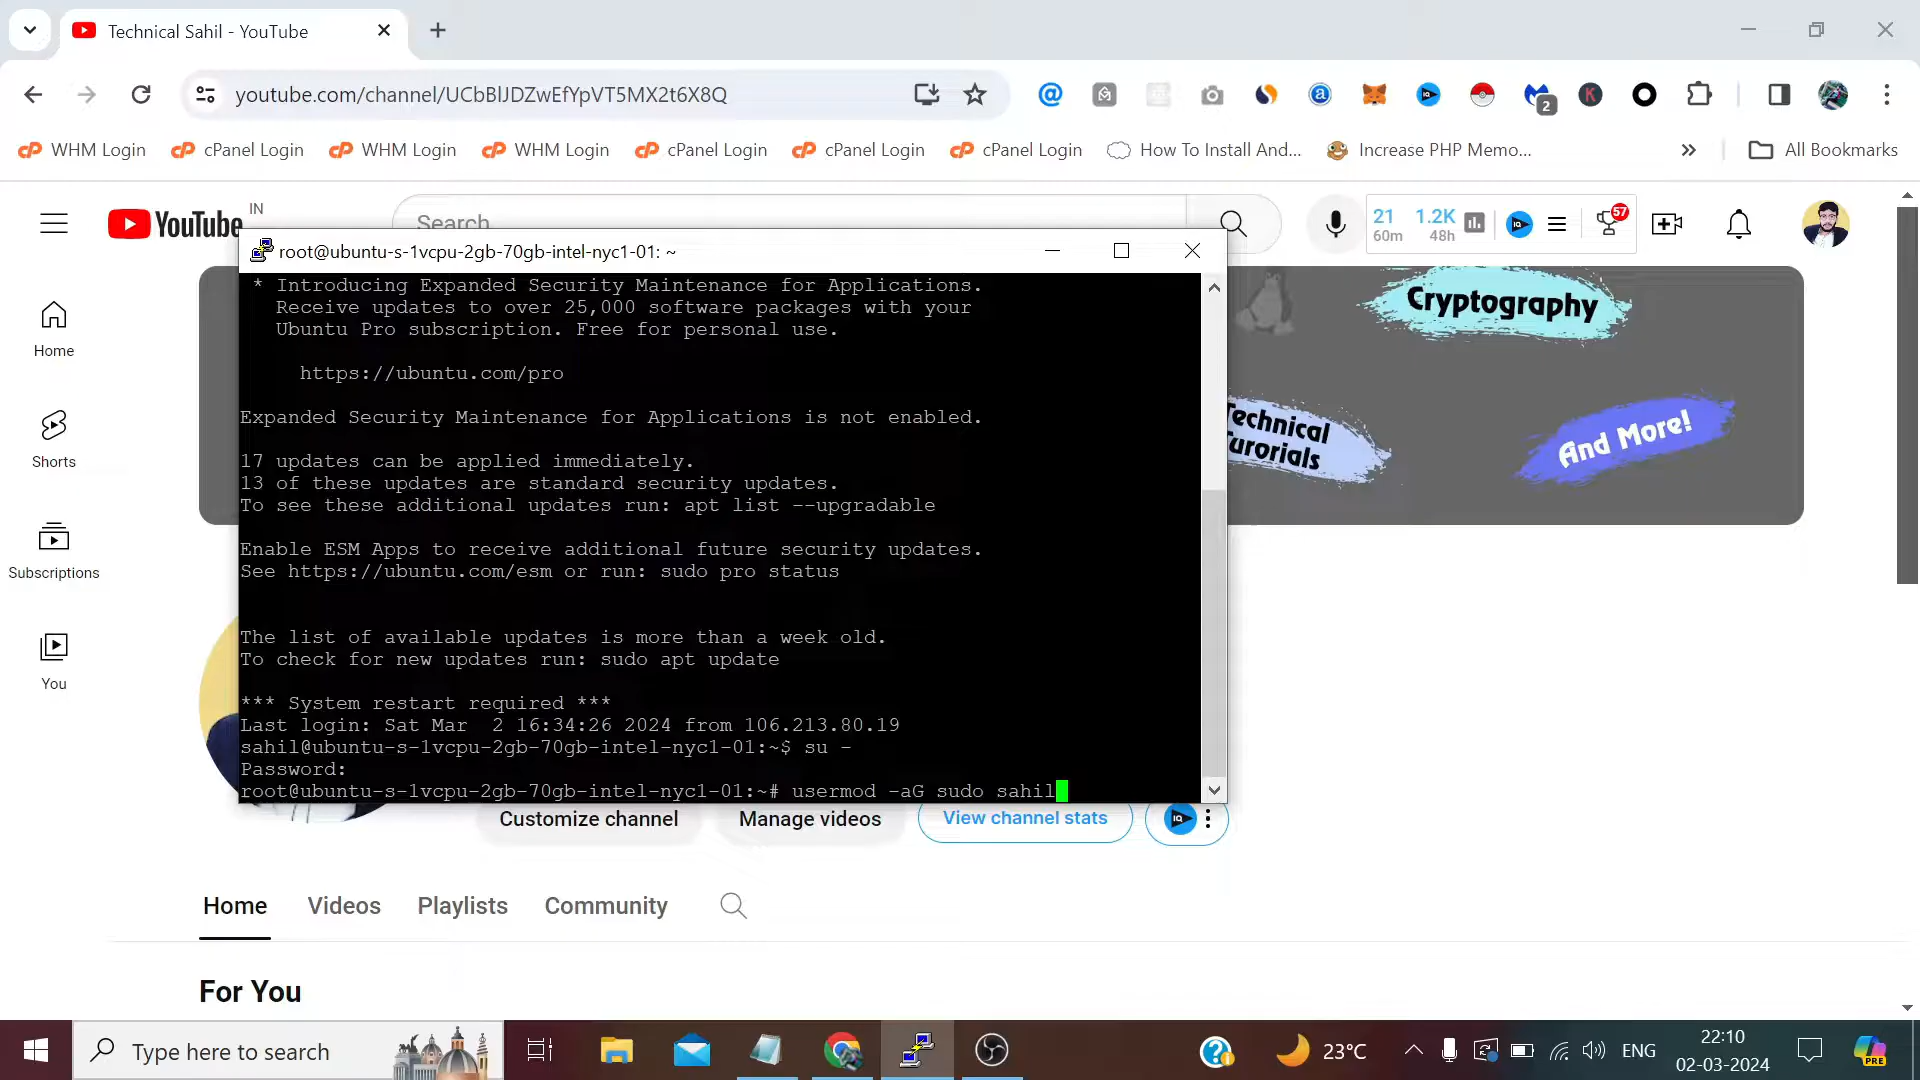 Technical Sahil - YouTube
youtube.com/channel/UCbBlJDZwEfYpVT5MX2t6X8Q
2
WHM Login
cPanel Login
WHM Login
WHM Login
cPanel Login
cPanel Login
cPanel Login
How To Install And...
Increase PHP Memo...
All Bookmarks
YouTube
IN
Search
21
60m
1.2K
48h
57
root@ubuntu-s-1vcpu-2gb-70gb-intel-nyc1-01: ~
* Introducing Expanded Security Maintenance for Applications.
Receive updates to over 25,000 software packages with your
Ubuntu Pro subscription. Free for personal use.
https://ubuntu.com/pro
Expanded Security Maintenance for Applications is not enabled.
17 updates can be applied immediately.
13 of these updates are standard security updates.
To see these additional updates run: apt list --upgradable
Enable ESM Apps to receive additional future security updates.
See https://ubuntu.com/esm or run: sudo pro status
The list of available updates is more than a week old.
To check for new updates run: sudo apt update
*** System restart required ***
Last login: Sat Mar  2 16:34:26 2024 from 106.213.80.19
sahil@ubuntu-s-1vcpu-2gb-70gb-intel-nyc1-01:~$ su -
Password:
root@ubuntu-s-1vcpu-2gb-70gb-intel-nyc1-01:~# usermod -aG sudo sahil
Home
Shorts
Subscriptions
You
Cryptography
Technical
Turorials
And More!
Customize channel
Manage videos
View channel stats
Home
Videos
Playlists
Community
For You
Type here to search
23°C
ENG
22:10
02-03-2024
PRE